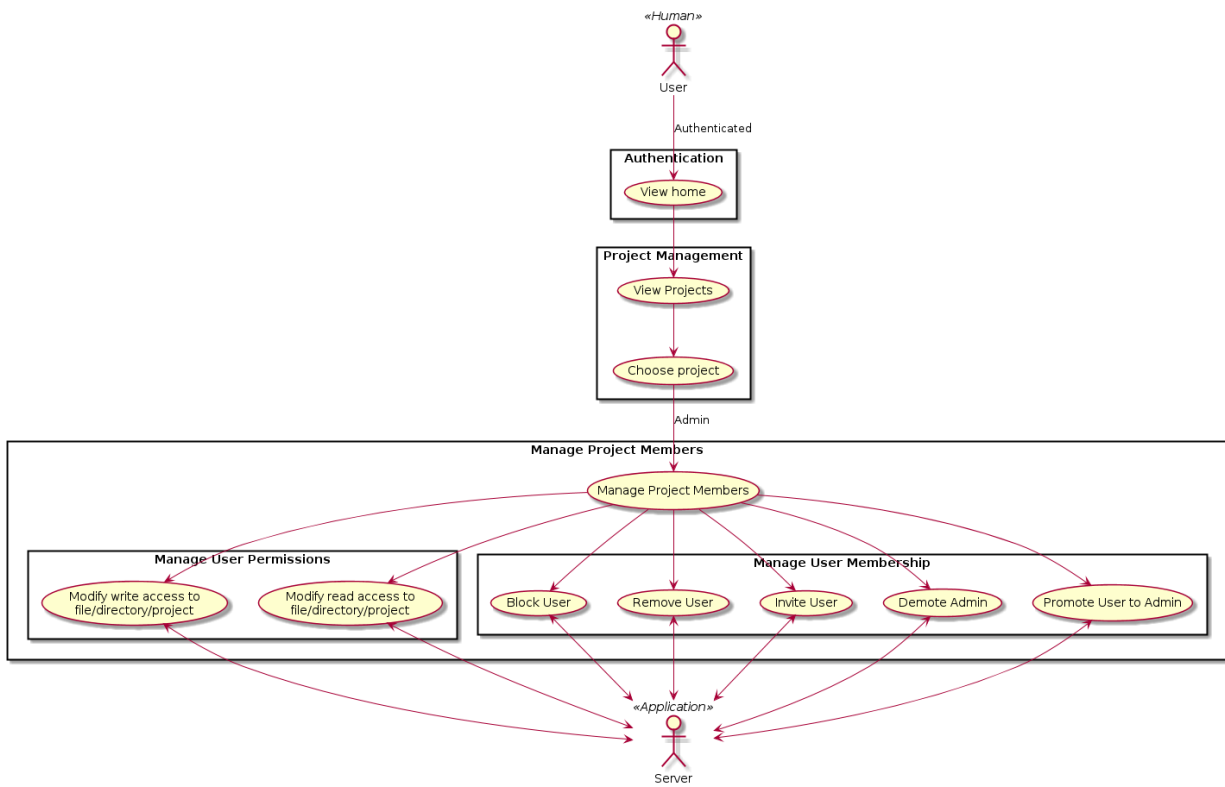 «Human»
User
Authenticated
Authentication
View home
Project Management
View Projects
Choose project
Admin
Manage Project Members
Manage Project Members
Manage User Permissions
Manage User Membership
Modify write access to
file/directory/project
Modify read access to
file/directory/project
Block User
Remove User
Invite User
Demote Admin
Promote User to Admin
«Application»
Server